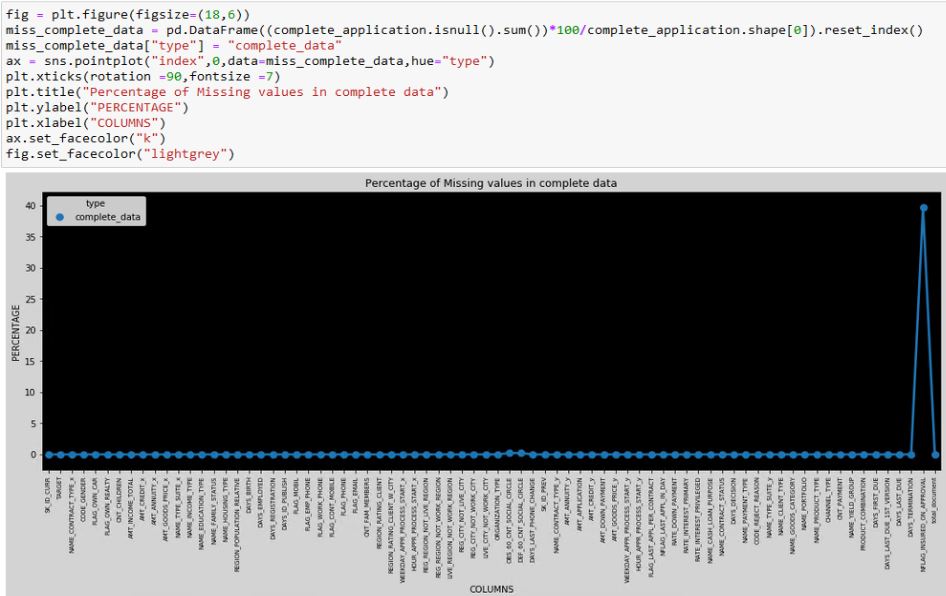 fig = plt.figure(figsize=(18,6))
miss_complete_data = pd.DataFrame((complete_application.isnull().sum())*100/complete_application.shape[0]).reset_index()
miss_complete_data["type"] = "complete_data"
ax = sns.pointplot("index",0,data=miss_complete_data,hue="type")
plt.xticks(rotation =90,fontsize =7)
plt.title("Percentage of Missing values in complete data")
plt.ylabel("PERCENTAGE")
plt.xlabel("COLUMNS")
ax.set_facecolor("k")
fig.set_facecolor("lightgrey")
Percentage of Missing values in complete data
type
complete_data
PERCENTAGE
40
35
30
25
20
15
10
5
0
SK_ID_CURR
TARGET
NAME_CONTRACT_TYPE_x
CODE_GENDER
FLAG_OWN_CAR
FLAG_OWN_REALTY
CNT_CHILDREN
AMT_INCOME_TOTAL
AMT_CREDIT_x
AMT_ANNUITY_x
AMT_GOODS_PRICE_x
NAME_TYPE_SUITE_x
NAME_INCOME_TYPE
NAME_EDUCATION_TYPE
NAME_FAMILY_STATUS
NAME_HOUSING_TYPE
REGION_POPULATION_RELATIVE
DAYS_BIRTH
DAYS_EMPLOYED
DAYS_REGISTRATION
DAYS_ID_PUBLISH
FLAG_MOBIL
FLAG_EMP_PHONE
FLAG_WORK_PHONE
FLAG_CONT_MOBILE
FLAG_PHONE
FLAG_EMAIL
CNT_FAM_MEMBERS
REGION_RATING_CLIENT
REGION_RATING_CLIENT_W_CITY
WEEKDAY_APPR_PROCESS_START_x
HOUR_APPR_PROCESS_START_x
REG_REGION_NOT_LIVE_REGION
REG_REGION_NOT_WORK_REGION
LIVE_REGION_NOT_WORK_REGION
REG_CITY_NOT_LIVE_CITY
REG_CITY_NOT_WORK_CITY
LIVE_CITY_NOT_WORK_CITY
ORGANIZATION_TYPE
OBS_60_CNT_SOCIAL_CIRCLE
DEF_60_CNT_SOCIAL_CIRCLE
DAYS_LAST_PHONE_CHANGE
SK_ID_PREV
NAME_CONTRACT_TYPE_y
AMT_ANNUITY_y
AMT_APPLICATION
AMT_CREDIT_y
AMT_DOWN_PAYMENT
AMT_GOODS_PRICE_y
WEEKDAY_APPR_PROCESS_START_y
HOUR_APPR_PROCESS_START_y
FLAG_LAST_APPL_PER_CONTRACT
NFLAG_LAST_APPL_IN_DAY
RATE_DOWN_PAYMENT
RATE_INTEREST_PRIMARY
RATE_INTEREST_PRIVILEGED
NAME_CASH_LOAN_PURPOSE
NAME_CONTRACT_STATUS
DAYS_DECISION
NAME_PAYMENT_TYPE
CODE_REJECT_REASON
NAME_TYPE_SUITE_y
NAME_CLIENT_TYPE
NAME_GOODS_CATEGORY
NAME_PORTFOLIO
NAME_PRODUCT_TYPE
CHANNEL_TYPE
CNT_PAYMENT
NAME_YIELD_GROUP
PRODUCT_COMBINATION
DAYS_FIRST_DUE
DAYS_LAST_DUE_1ST_VERSION
DAYS_LAST_DUE
DAYS_TERMINATION
NFLAG_INSURED_ON_APPROVAL
total_document
COLUMNS